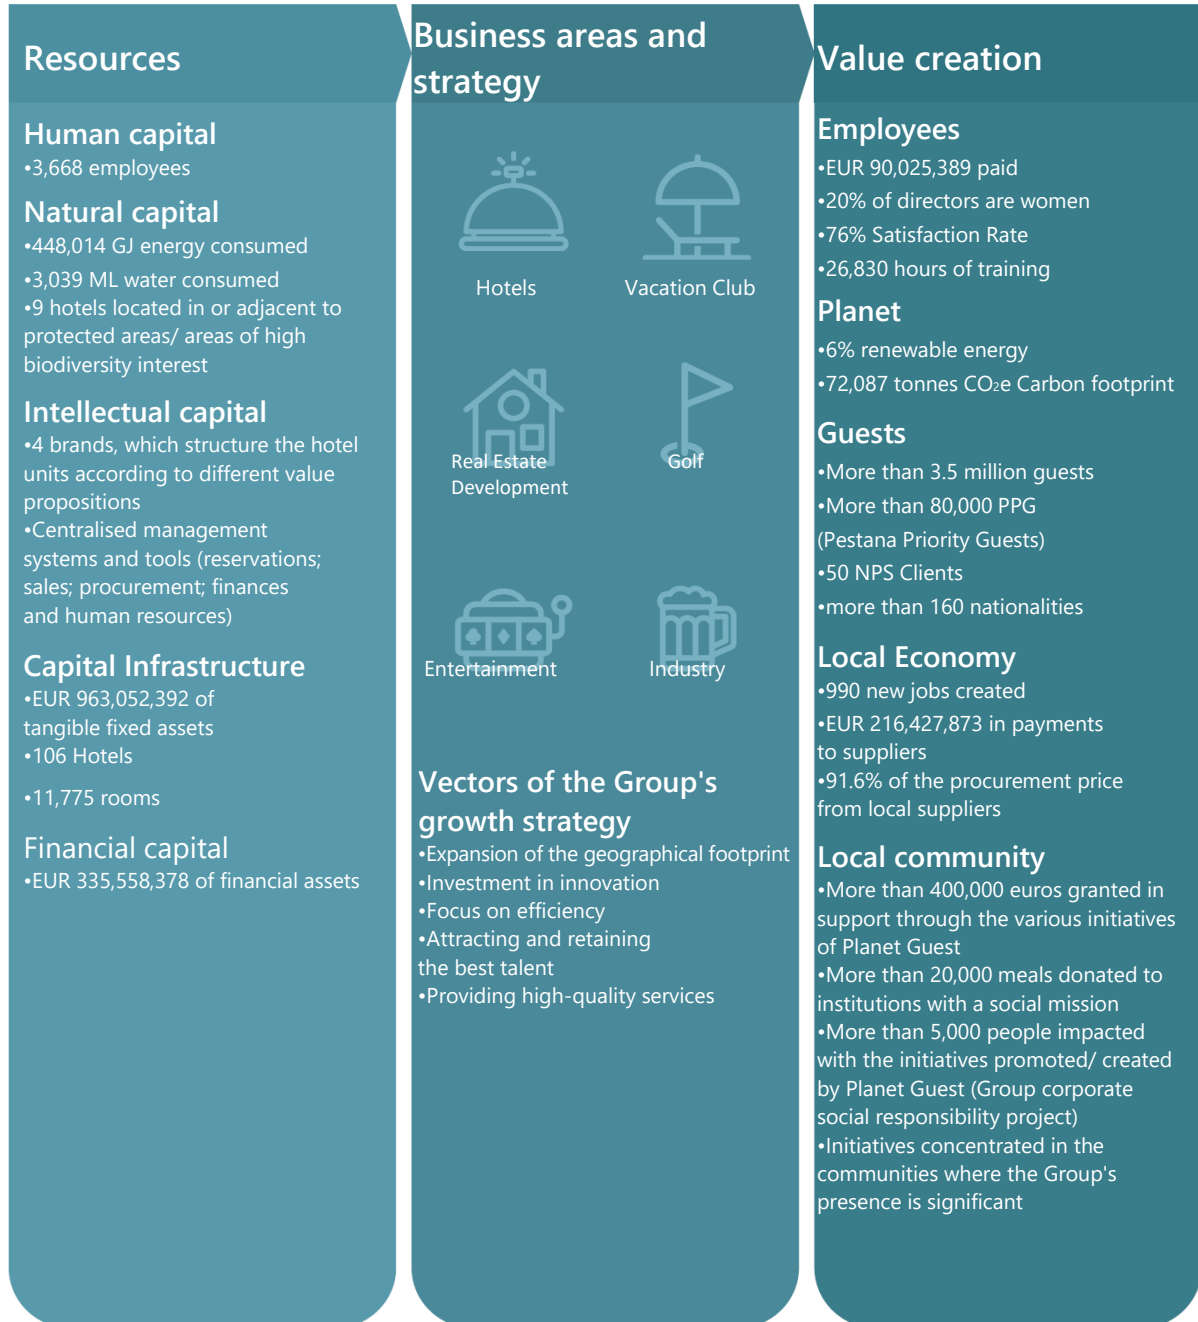 Resources
Human capital
•3,668 employees
Natural capital
•448,014 GJ energy consumed
•3,039 ML water consumed
•9 hotels located in or adjacent to
protected areas/ areas of high
biodiversity interest
Intellectual capital
•4 brands, which structure the hotel
units according to different value
propositions
•Centralised management
systems and tools (reservations;
sales; procurement; finances
and human resources)
Capital Infrastructure
•EUR 963,052,392 of
tangible fixed assets
•106 Hotels
•11,775 rooms
Financial capital
•EUR 335,558,378 of financial assets
Business areas and
strategy
Hotels
Vacation Club
Real Estate
Development
Golf
Entertainment
Industry
Vectors of the Group's
growth strategy
•Expansion of the geographical footprint
•Investment in innovation
•Focus on efficiency
•Attracting and retaining
the best talent
•Providing high-quality services
Value creation
Employees
•EUR 90,025,389 paid
•20% of directors are women
•76% Satisfaction Rate
•26,830 hours of training
Planet
•6% renewable energy
•72,087 tonnes CO₂e Carbon footprint
Guests
•More than 3.5 million guests
•More than 80,000 PPG
(Pestana Priority Guests)
•50 NPS Clients
•more than 160 nationalities
Local Economy
•990 new jobs created
•EUR 216,427,873 in payments
to suppliers
•91.6% of the procurement price
from local suppliers
Local community
•More than 400,000 euros granted in
support through the various initiatives
of Planet Guest
•More than 20,000 meals donated to
institutions with a social mission
•More than 5,000 people impacted
with the initiatives promoted/ created
by Planet Guest (Group corporate
social responsibility project)
•Initiatives concentrated in the
communities where the Group's
presence is significant